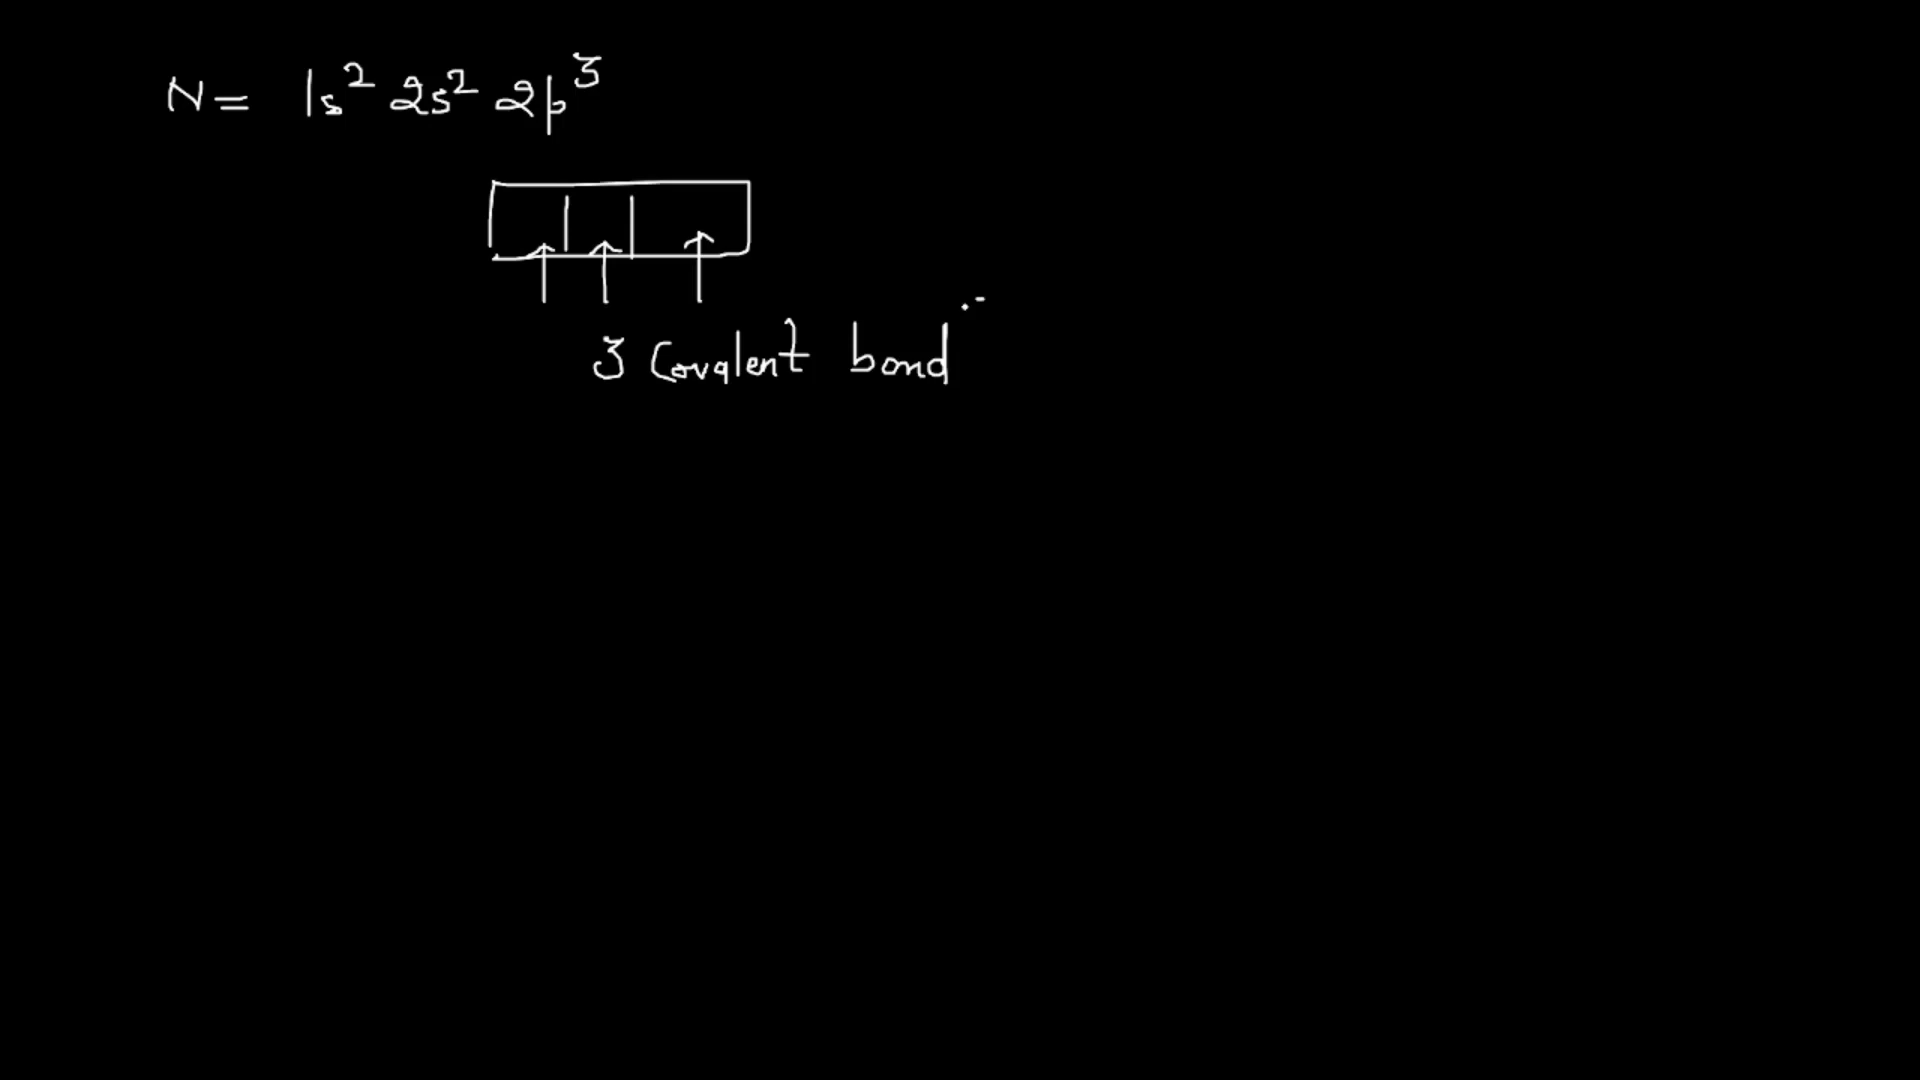 N = 1s² 2s² 2p³
3 Covalent bond